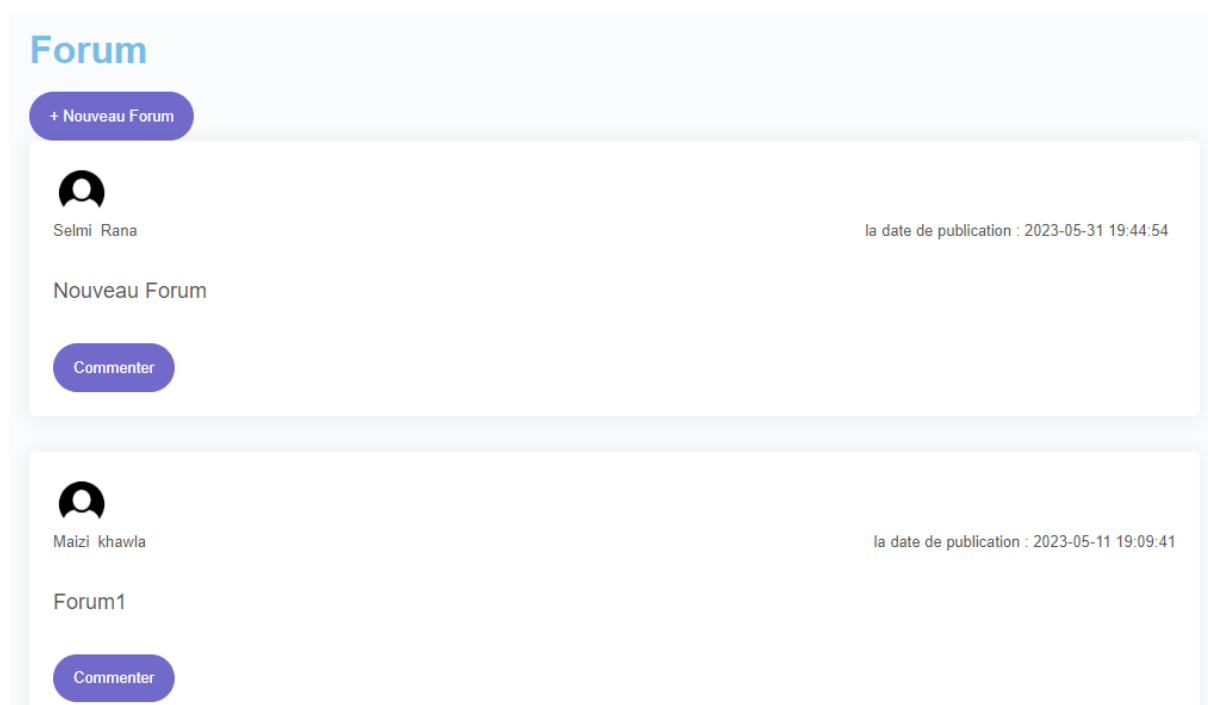 Forum
+ Nouveau Forum
Selmi Rana
la date de publication : 2023-05-31 19:44:54
Nouveau Forum
Commenter
Maizi khawla
la date de publication : 2023-05-11 19:09:41
Forum1
Commenter